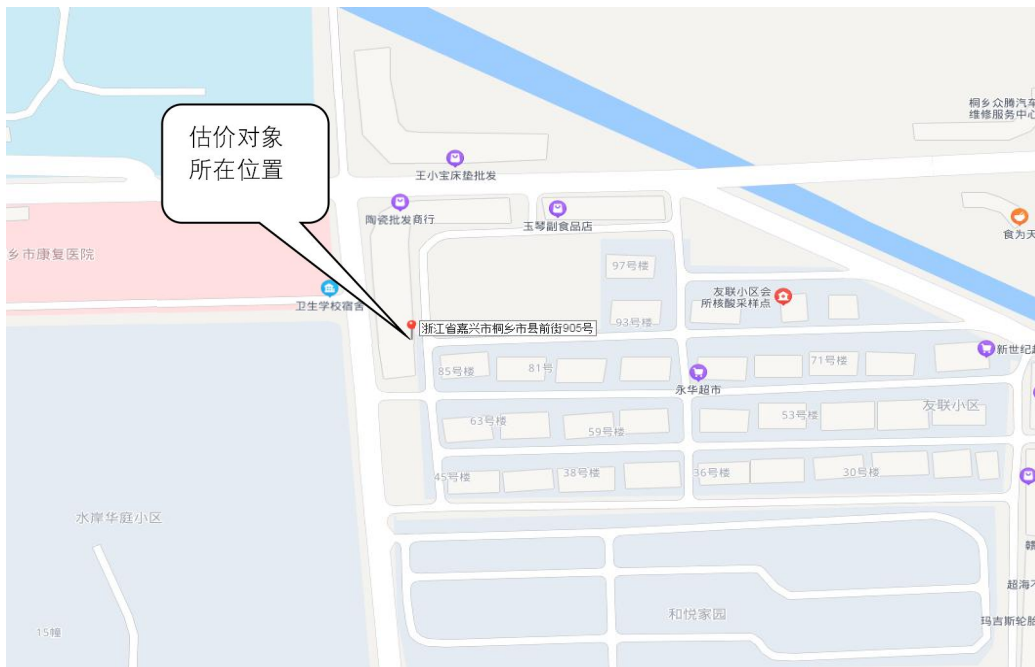 桐乡众腾汽车
维修服务中心
估价对象
所在位置
王小宝床垫批发
陶瓷批发商行
玉琴副食品店
食为天
乡市康复医院
97号楼
友联小区会
所核酸采样点
卫生学校宿舍
93号楼
浙江省嘉兴市桐乡市县前街905号
新世纪超
85号楼
81号
71号楼
永华超市
友联小区
63号楼
59号楼
53号楼
45号楼
38号楼
36号楼
30号楼
水岸华庭小区
赣
超海不
和悦家园
玛吉斯轮胎
15幢